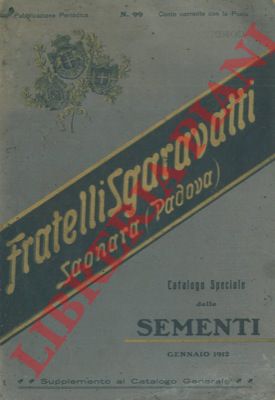 Pubblicazione Periodica N. 99 Conto corrente con la Posta
Fratelli Sgaravatti
Saonara (Padova)
Catalogo Speciale
delle
SEMENTI
GENNAIO 1912
Supplemento al Catalogo Generale
LIBRERIA PIANI